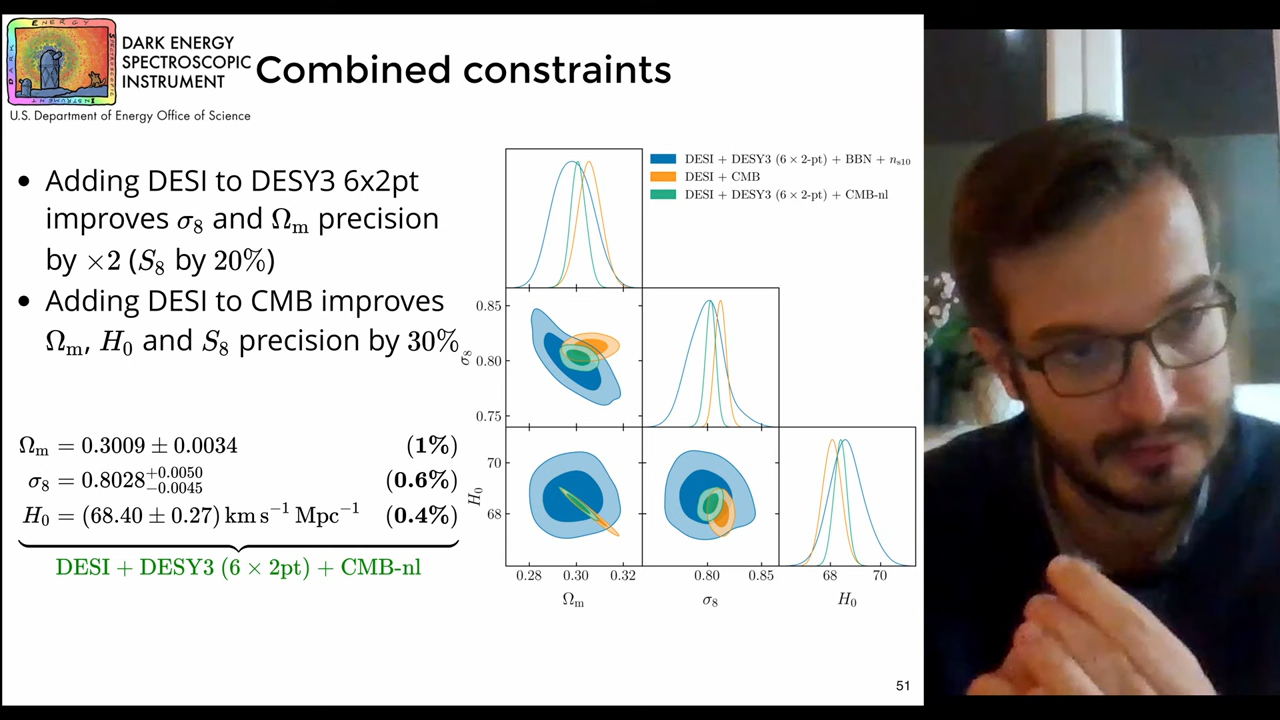 DARK ENERGY
SPECTROSCOPIC
INSTRUMENT
U.S. Department of Energy Office of Science
Combined constraints
• Adding DESI to DESY3 6x2pt
improves σ₈ and Ωₘ precision
by ×2 (S₈ by 20%)
• Adding DESI to CMB improves
Ωₘ, H₀ and S₈ precision by 30%
Ωₘ = 0.3009 ± 0.0034 (1%)
σ₈ = 0.8028 +0.0050 −0.0045 (0.6%)
H₀ = (68.40 ± 0.27) km s⁻¹ Mpc⁻¹ (0.4%)
DESI + DESY3 (6 × 2pt) + CMB-nl
DESI + DESY3 (6 × 2-pt) + BBN + nₛ₁₀
DESI + CMB
DESI + DESY3 (6 × 2-pt) + CMB-nl
0.85
0.80
0.75
σ₈
70
68
H₀
0.28 0.30 0.32 0.80 0.85 68 70
Ωₘ σ₈ H₀
51